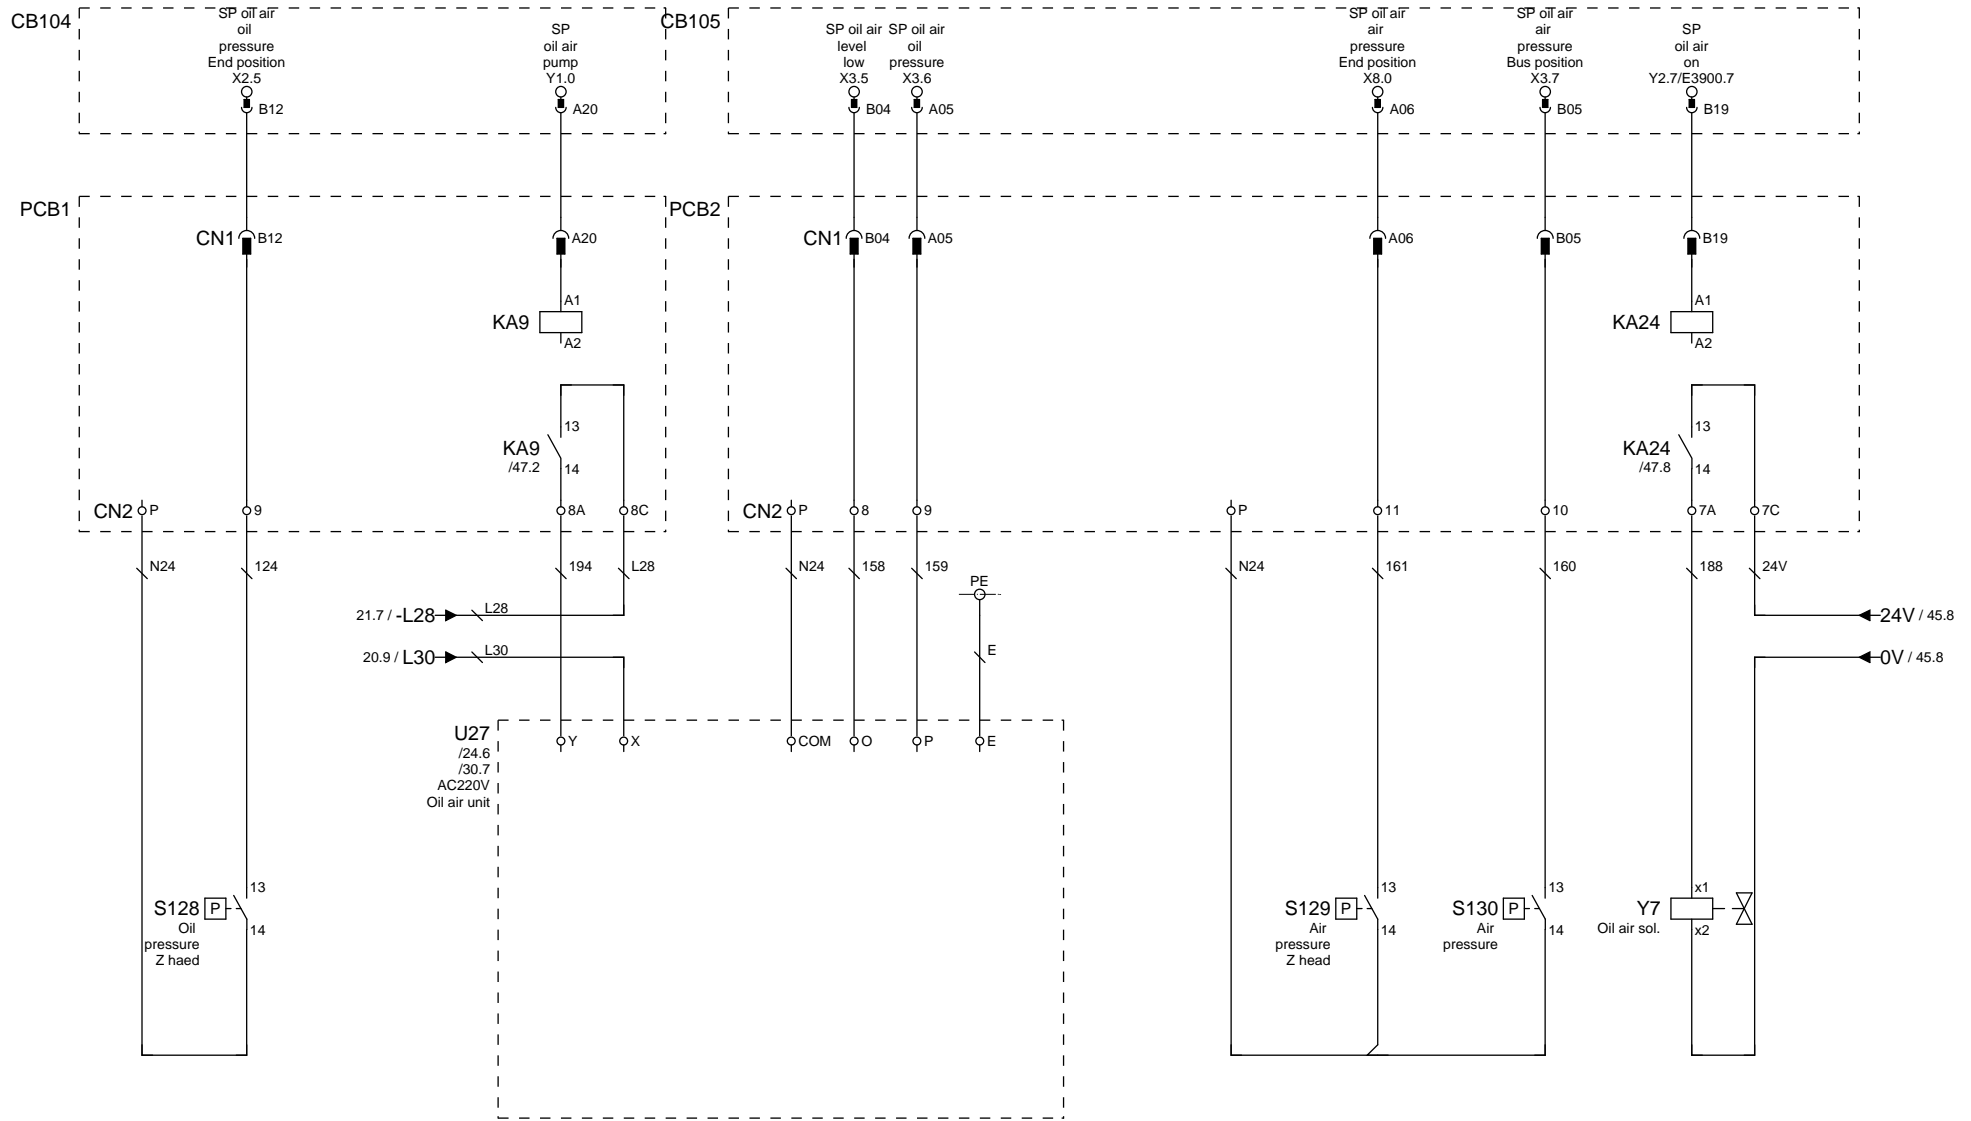 CB104
SP oil air
oil
pressure
End position
X2.5
B12
SP
oil air
pump
Y1.0
A20
CB105
SP oil air
level
low
X3.5
B04
SP oil air
oil
pressure
X3.6
A05
SP oil air
air
pressure
End position
X8.0
A06
SP oil air
air
pressure
Bus position
X3.7
B05
SP
oil air
on
Y2.7/E3900.7
B19
PCB1
CN1
B12
A20
A1
KA9
A2
13
KA9
/47.2
14
CN2
P
9
8A
8C
PCB2
CN1
B04
A05
A06
B05
B19
A1
KA24
A2
13
KA24
/47.8
14
CN2
P
8
9
P
11
10
7A
7C
N24
124
194
L28
N24
158
159
N24
161
160
188
24V
21.7 / -L28
L28
20.9 / L30
L30
PE
E
24V / 45.8
0V / 45.8
U27
/24.6
/30.7
AC220V
Oil air unit
Y
X
COM
O
P
E
S128
P
13
14
Oil
pressure
Z haed
S129
P
13
14
Air
pressure
Z head
S130
P
13
14
Air
pressure
Y7
Oil air sol.
x1
x2